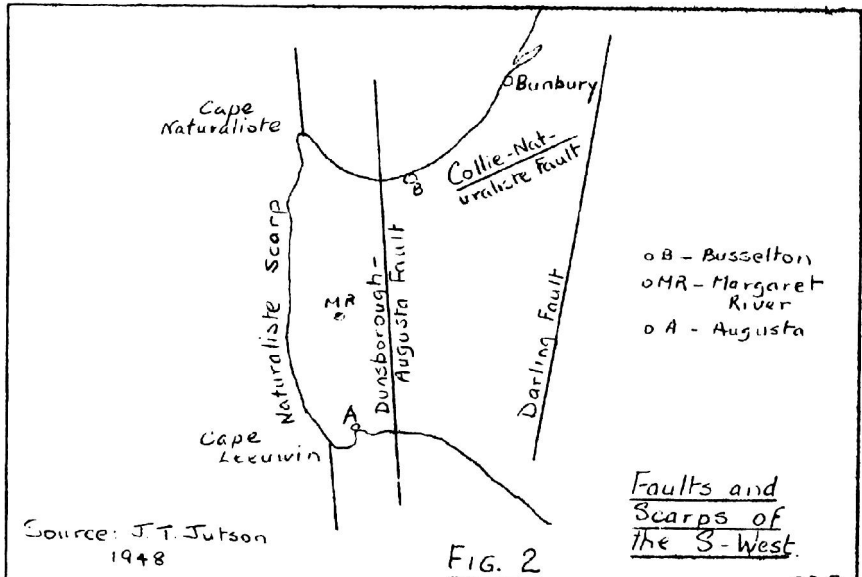 Bunbury
Cape
Naturaliste
Collie-Nat-
uraliste Fault
B
Naturaliste Scarp
MR
Dunsborough-
Augusta Fault
Darling Fault
o B - Busselton
o MR - Margaret
River
o A - Augusta
A
Cape
Leeuwin
Faults and
Scarps of
the S-West.
Source: J.T. Jutson
1948
FIG. 2